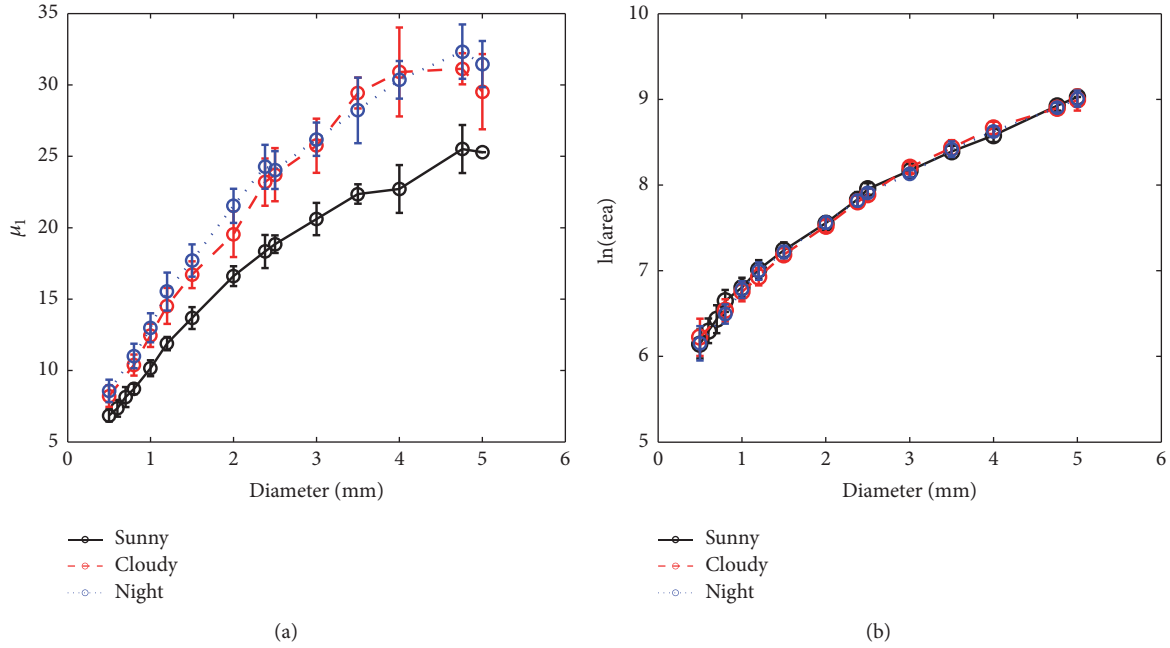 35
30
25
20
15
10
5
μ1
0 1 2 3 4 5 6
Diameter (mm)
Sunny
Cloudy
Night
(a)
10
9
8
7
6
5
ln(area)
0 1 2 3 4 5 6
Diameter (mm)
Sunny
Cloudy
Night
(b)